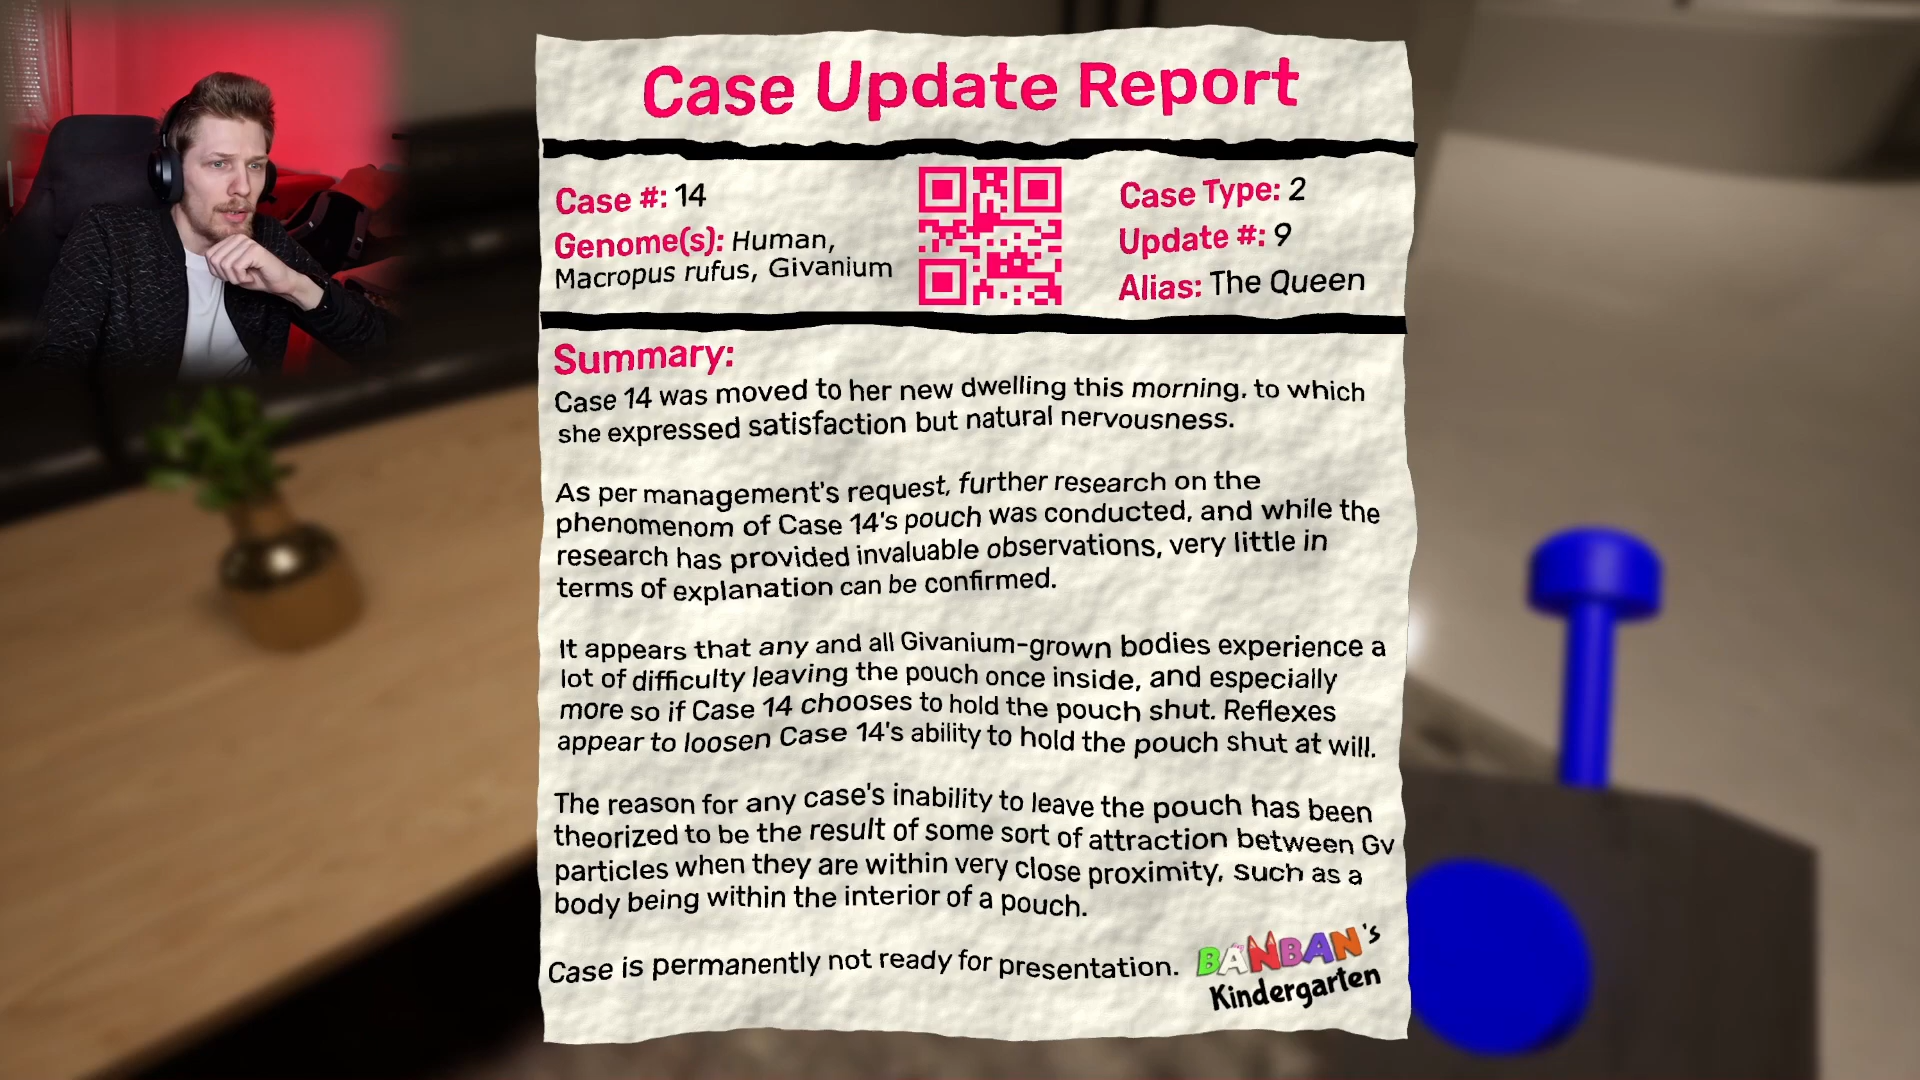 Case Update Report
Case #: 14
Genome(s): Human,
Macropus rufus, Givanium
Case Type: 2
Update #: 9
Alias: The Queen
Summary:
Case 14 was moved to her new dwelling this morning, to which
she expressed satisfaction but natural nervousness.
As per management's request, further research on the
phenomenom of Case 14's pouch was conducted, and while the
research has provided invaluable observations, very little in
terms of explanation can be confirmed.
It appears that any and all Givanium-grown bodies experience a
lot of difficulty leaving the pouch once inside, and especially
more so if Case 14 chooses to hold the pouch shut. Reflexes
appear to loosen Case 14's ability to hold the pouch shut at will.
The reason for any case's inability to leave the pouch has been
theorized to be the result of some sort of attraction between Gv
particles when they are within very close proximity, such as a
body being within the interior of a pouch.
Case is permanently not ready for presentation.
BANBAN's
Kindergarten